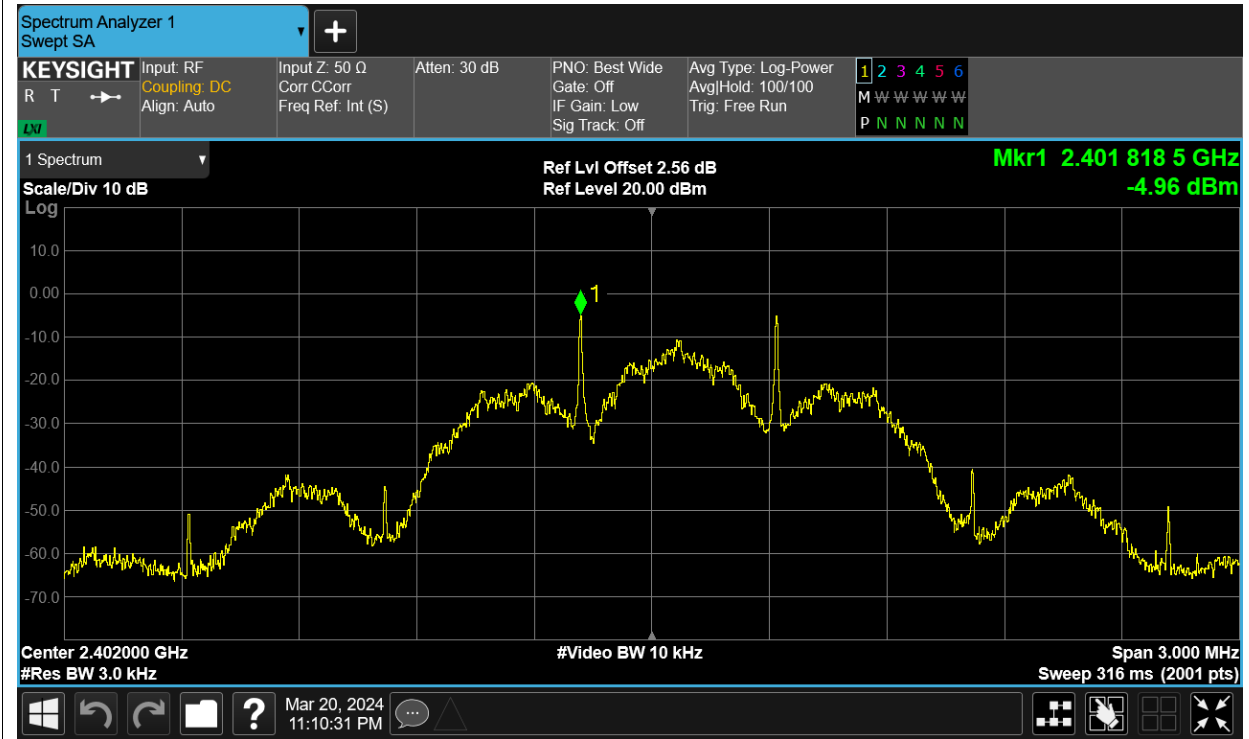 Spectrum Analyzer 1
Swept SA
KEYSIGHT
R T
LXI
Input: RF
Coupling: DC
Align: Auto
Input Z: 50 Ω
Corr CCorr
Freq Ref: Int (S)
Atten: 30 dB
PNO: Best Wide
Gate: Off
IF Gain: Low
Sig Track: Off
Avg Type: Log-Power
Avg|Hold: 100/100
Trig: Free Run
1 2 3 4 5 6
M W W W W W W
P N N N N N N
1 Spectrum
Scale/Div 10 dB
Log
Ref Lvl Offset 2.56 dB
Ref Level 20.00 dBm
Mkr1 2.401 818 5 GHz
-4.96 dBm
1
10.0
0.00
-10.0
-20.0
-30.0
-40.0
-50.0
-60.0
-70.0
Center 2.402000 GHz
#Res BW 3.0 kHz
#Video BW 10 kHz
Span 3.000 MHz
Sweep 316 ms (2001 pts)
?
Mar 20, 2024
11:10:31 PM